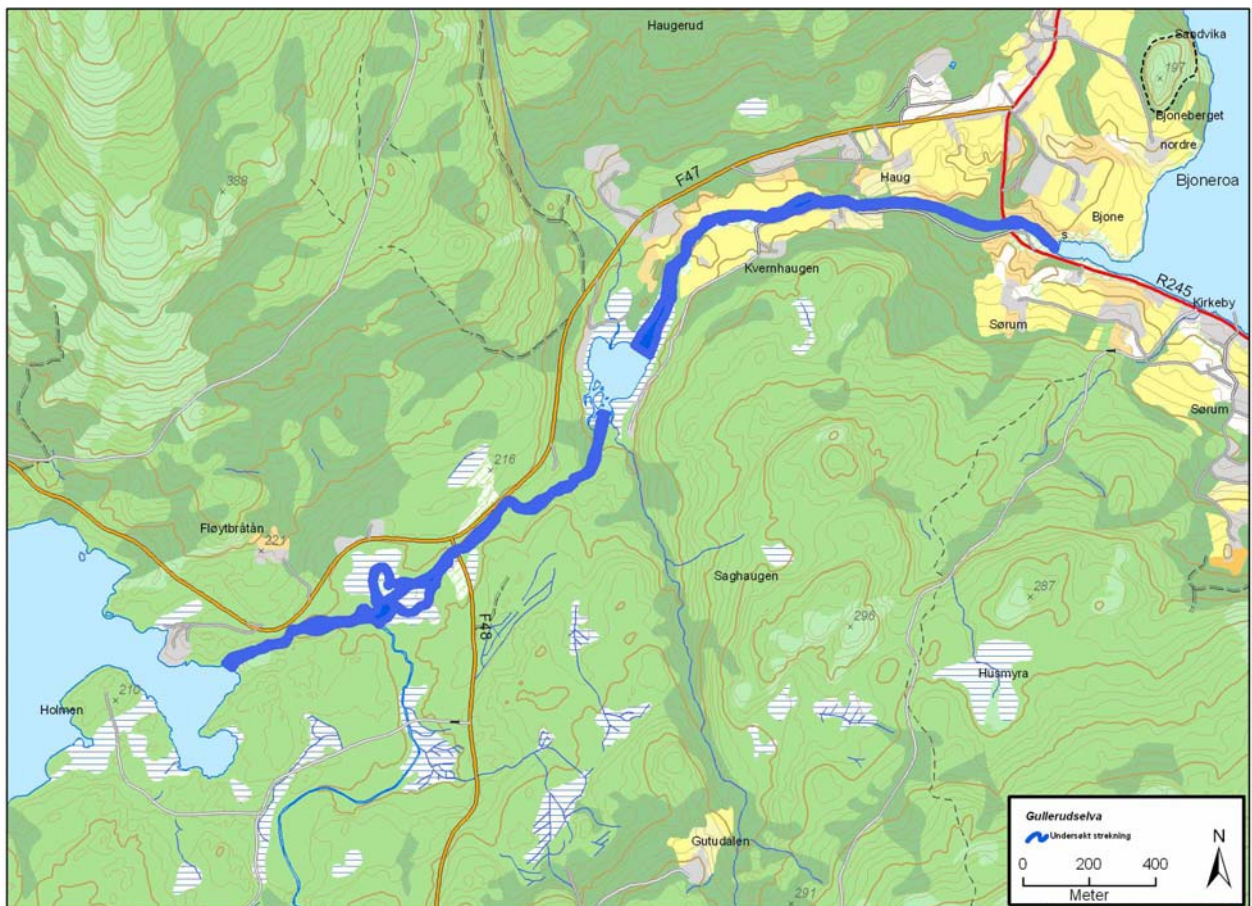 Haugerud
Sandvika
197
Bjoneberget
nordre
Bjoneroa
F47
Haug
388
Bjone
s
Kvernhaugen
R245
Kirkeby
Sørum
Sørum
216
Fløytbråtån
221
Saghaugen
287
296
F48
Husmyra
210
Holmen
Gutudalen
291
Gullerudselva
Undersøkt strekning
N
0 200 400
Meter